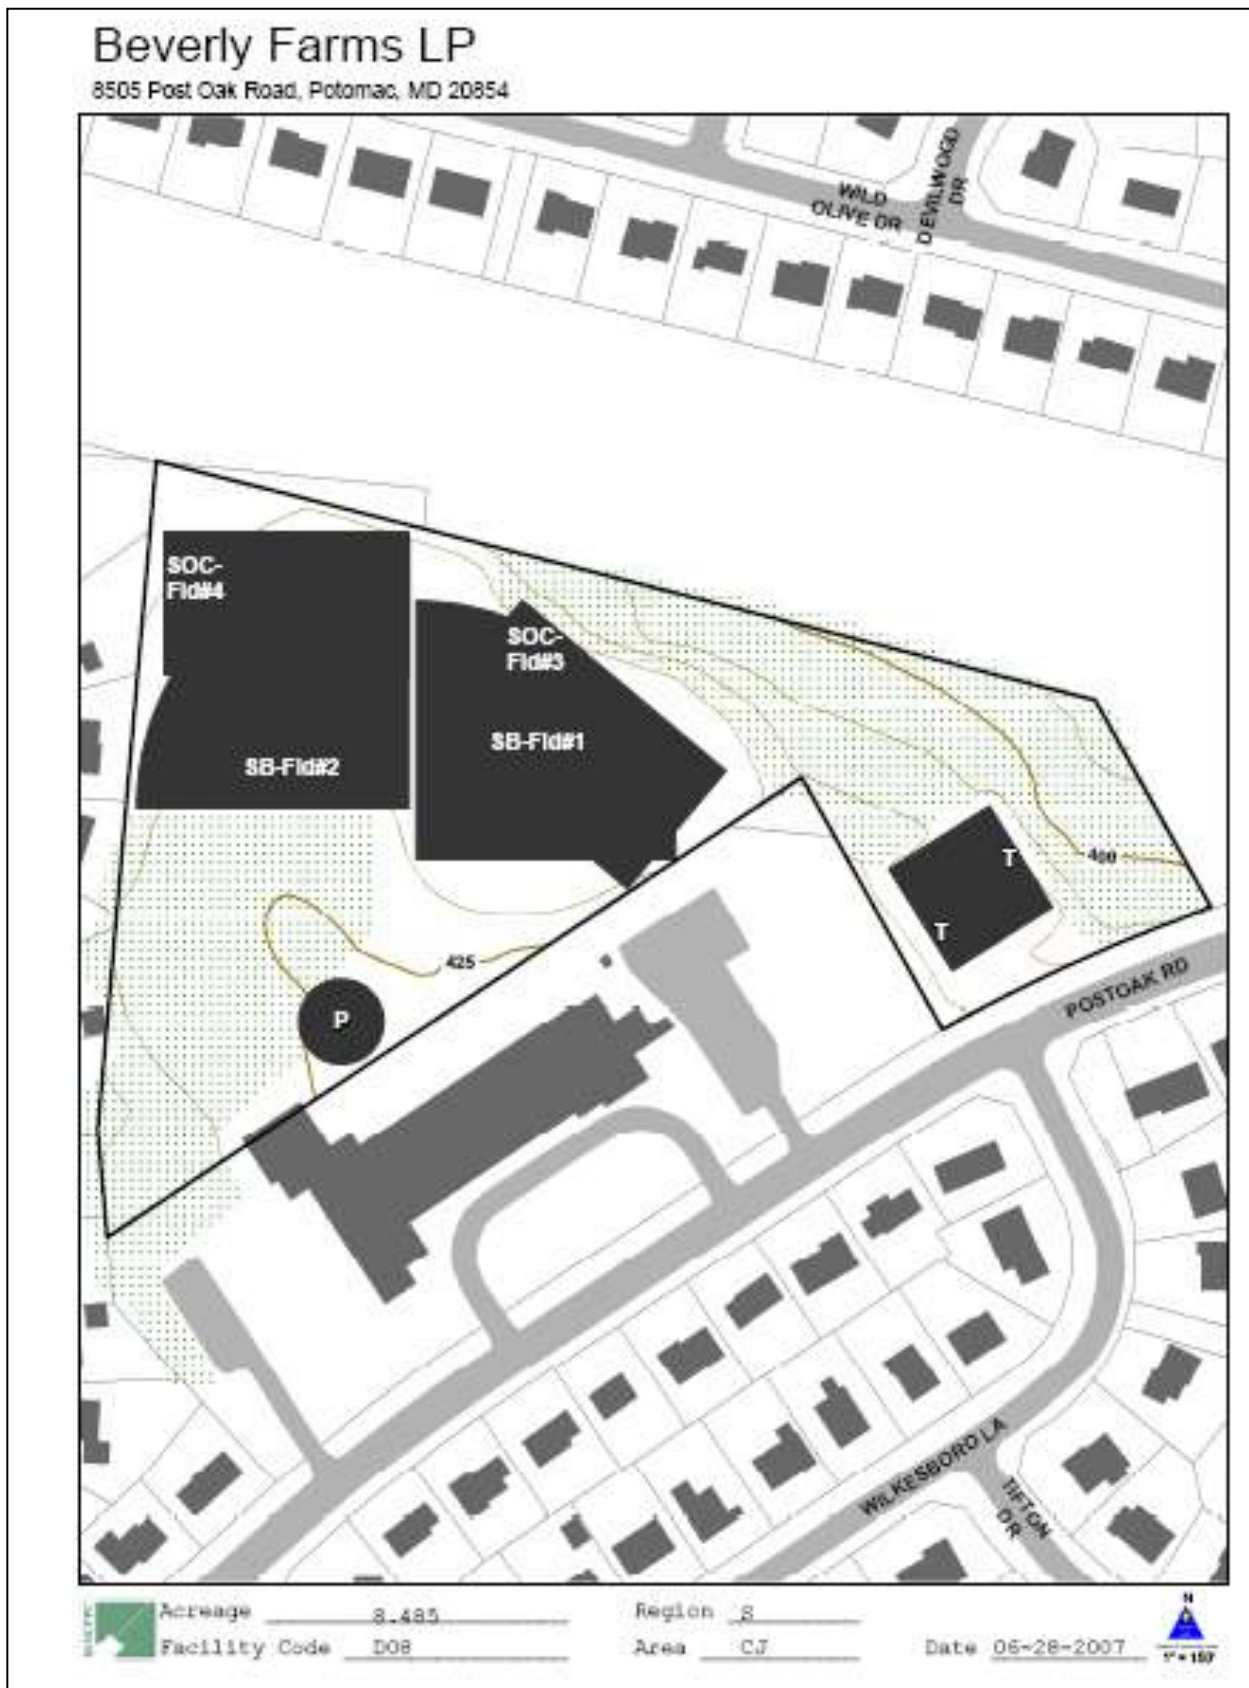 Beverly Farms LP
8505 Post Oak Road, Potomac, MD 20854
WILD
OLIVE DR
DEVILWOOD
DR
SOC-
Fld#4
SOC-
Fld#3
SB-Fld#1
SB-Fld#2
T
T
400
425
P
POSTOAK RD
WILKESBORO LA
TIFTON
DR
Acreage 8.485
Region S
Facility Code D08
Area CJ
Date 06-28-2007
N
1" = 150'